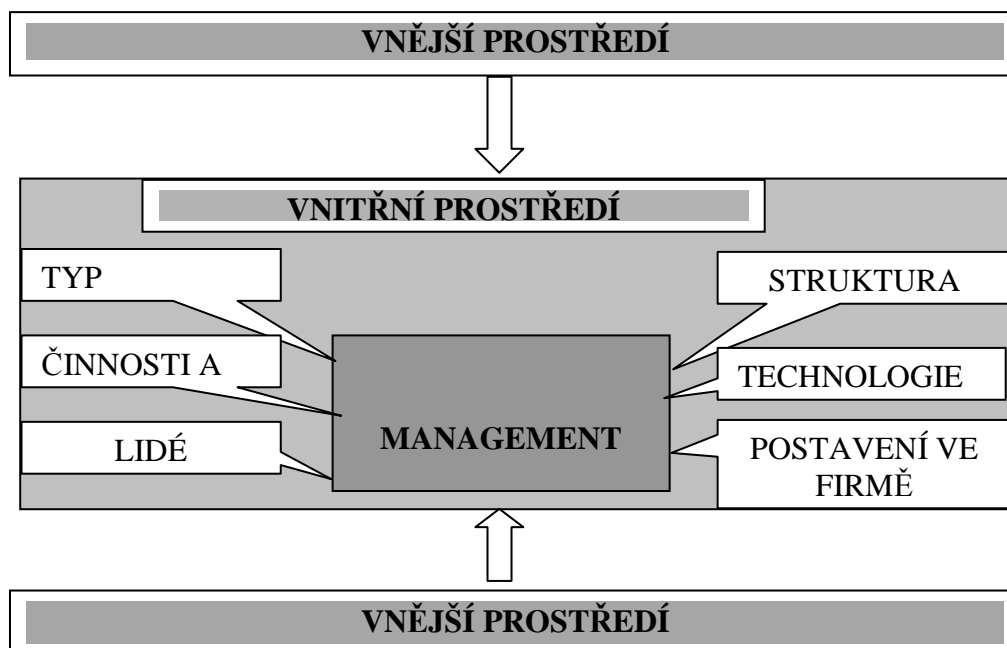 VNĚJŠÍ PROSTŘEDÍ
VNITŘNÍ PROSTŘEDÍ
TYP
STRUKTURA
ČINNOSTI A
TECHNOLOGIE
MANAGEMENT
LIDÉ
POSTAVENÍ VE
FIRMĚ
VNĚJŠÍ PROSTŘEDÍ